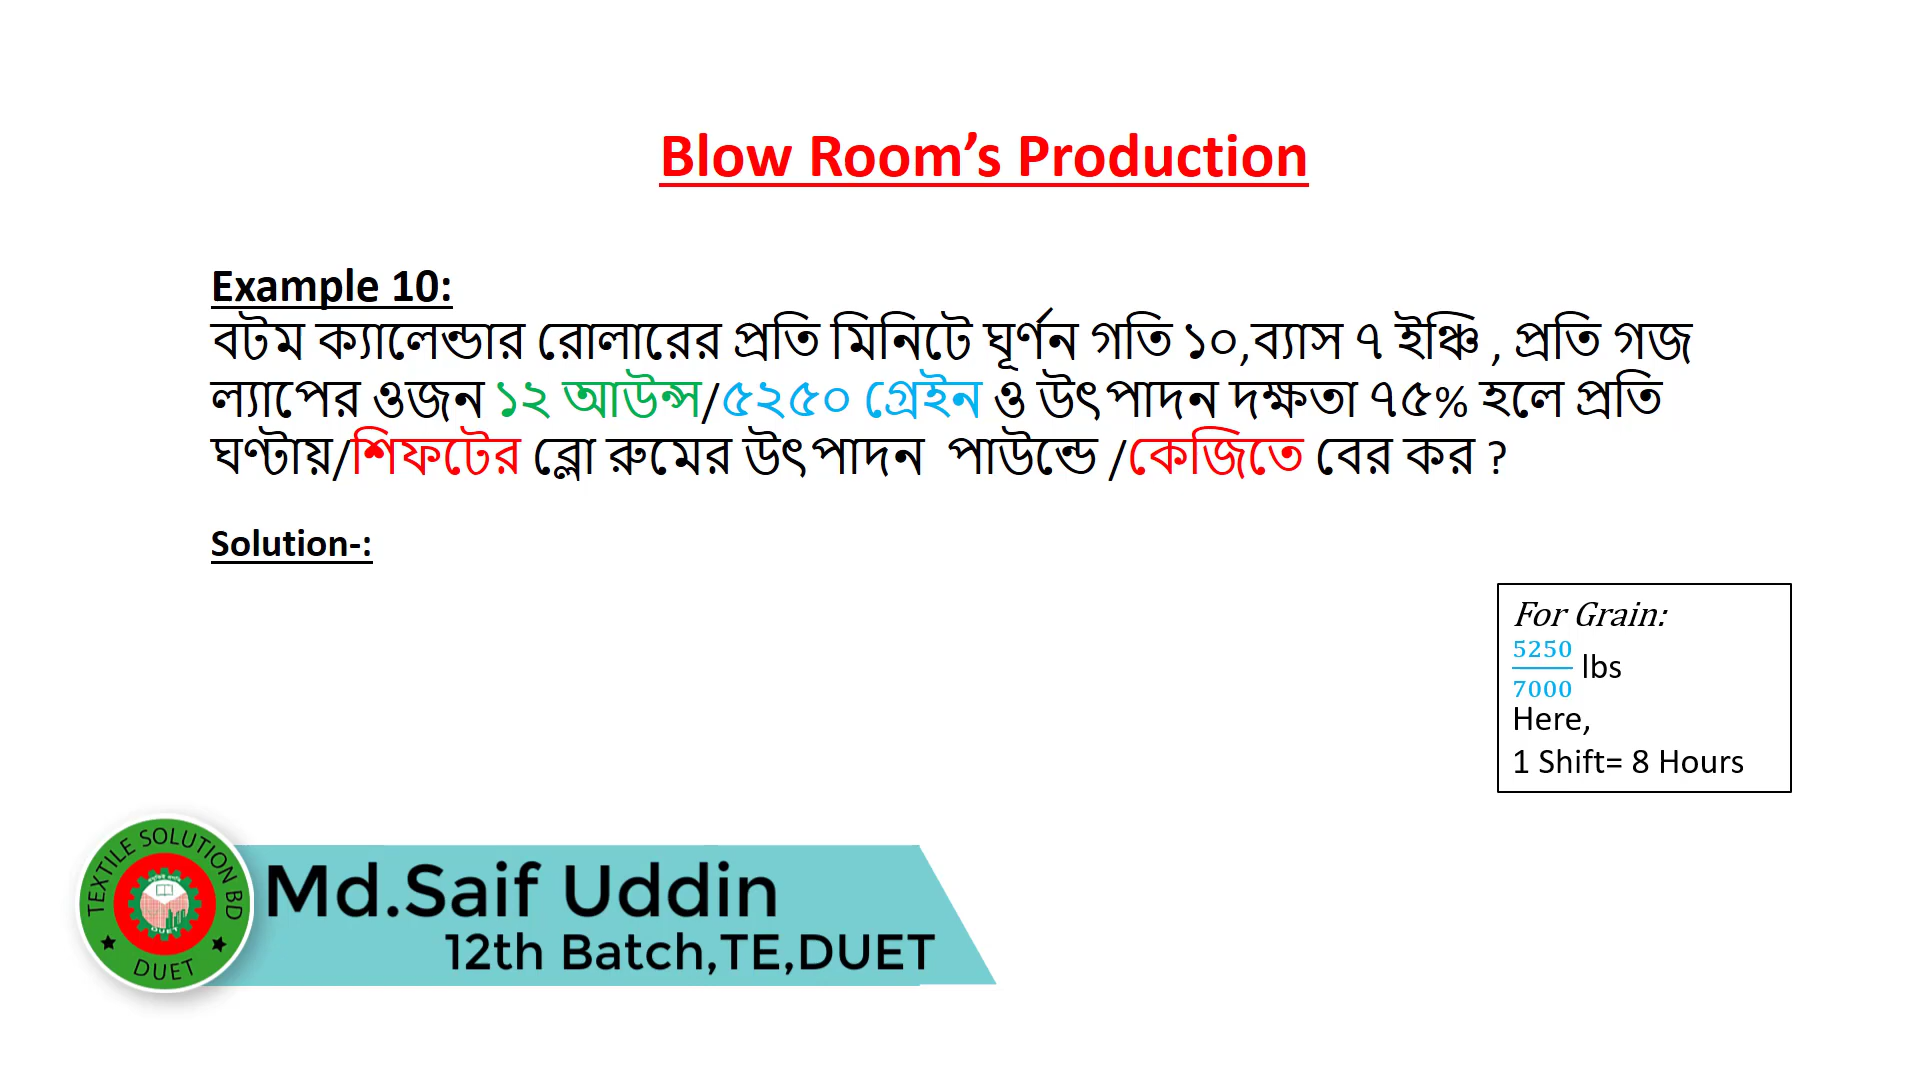 Blow Room’s Production
Example 10:
বটম ক্যালেন্ডার রোলারের প্রতি মিনিটে ঘূর্ণন গতি ১০,ব্যাস ৭ ইঞ্চি , প্রতি গজ
ল্যাপের ওজন ১২ আউন্স/৫২৫০ গ্রেইন ও উৎপাদন দক্ষতা ৭৫% হলে প্রতি
ঘণ্টায়/শিফটের ব্লো রুমের উৎপাদন পাউন্ডে /কেজিতে বের কর ?
Solution-:
For Grain:
5250
7000 lbs
Here,
1 Shift= 8 Hours
TEXTILE SOLUTION BD
DUET
Md.Saif Uddin
12th Batch,TE,DUET